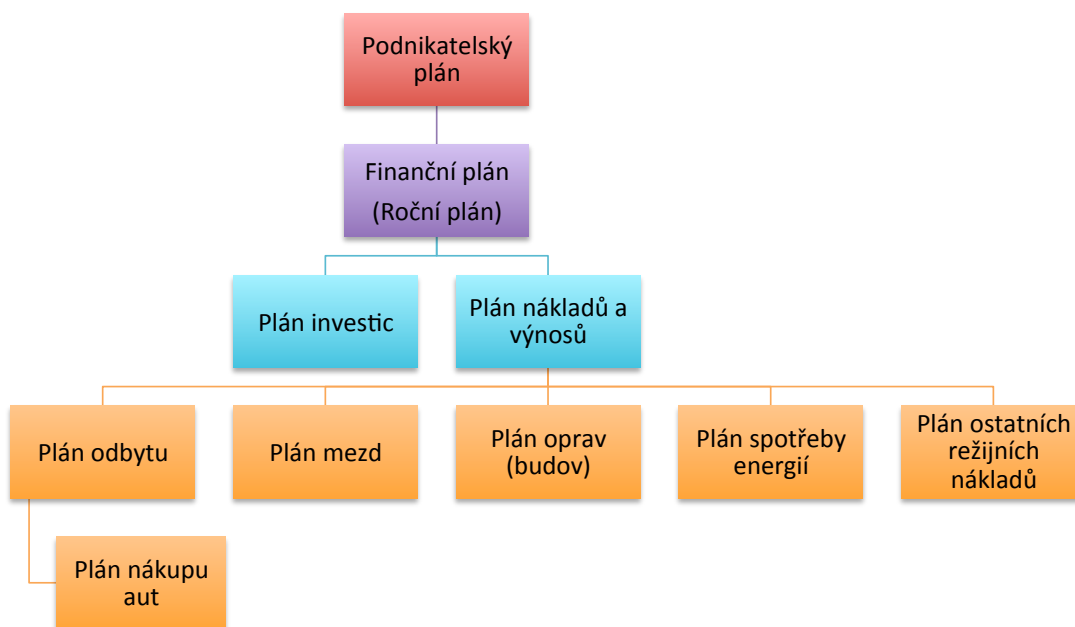 Podnikatelský
plán
Finanční plán
(Roční plán)
Plán investic
Plán nákladů a
výnosů
Plán odbytu
Plán mezd
Plán oprav
(budov)
Plán spotřeby
energií
Plán ostatních
režijních
nákladů
Plán nákupu
aut